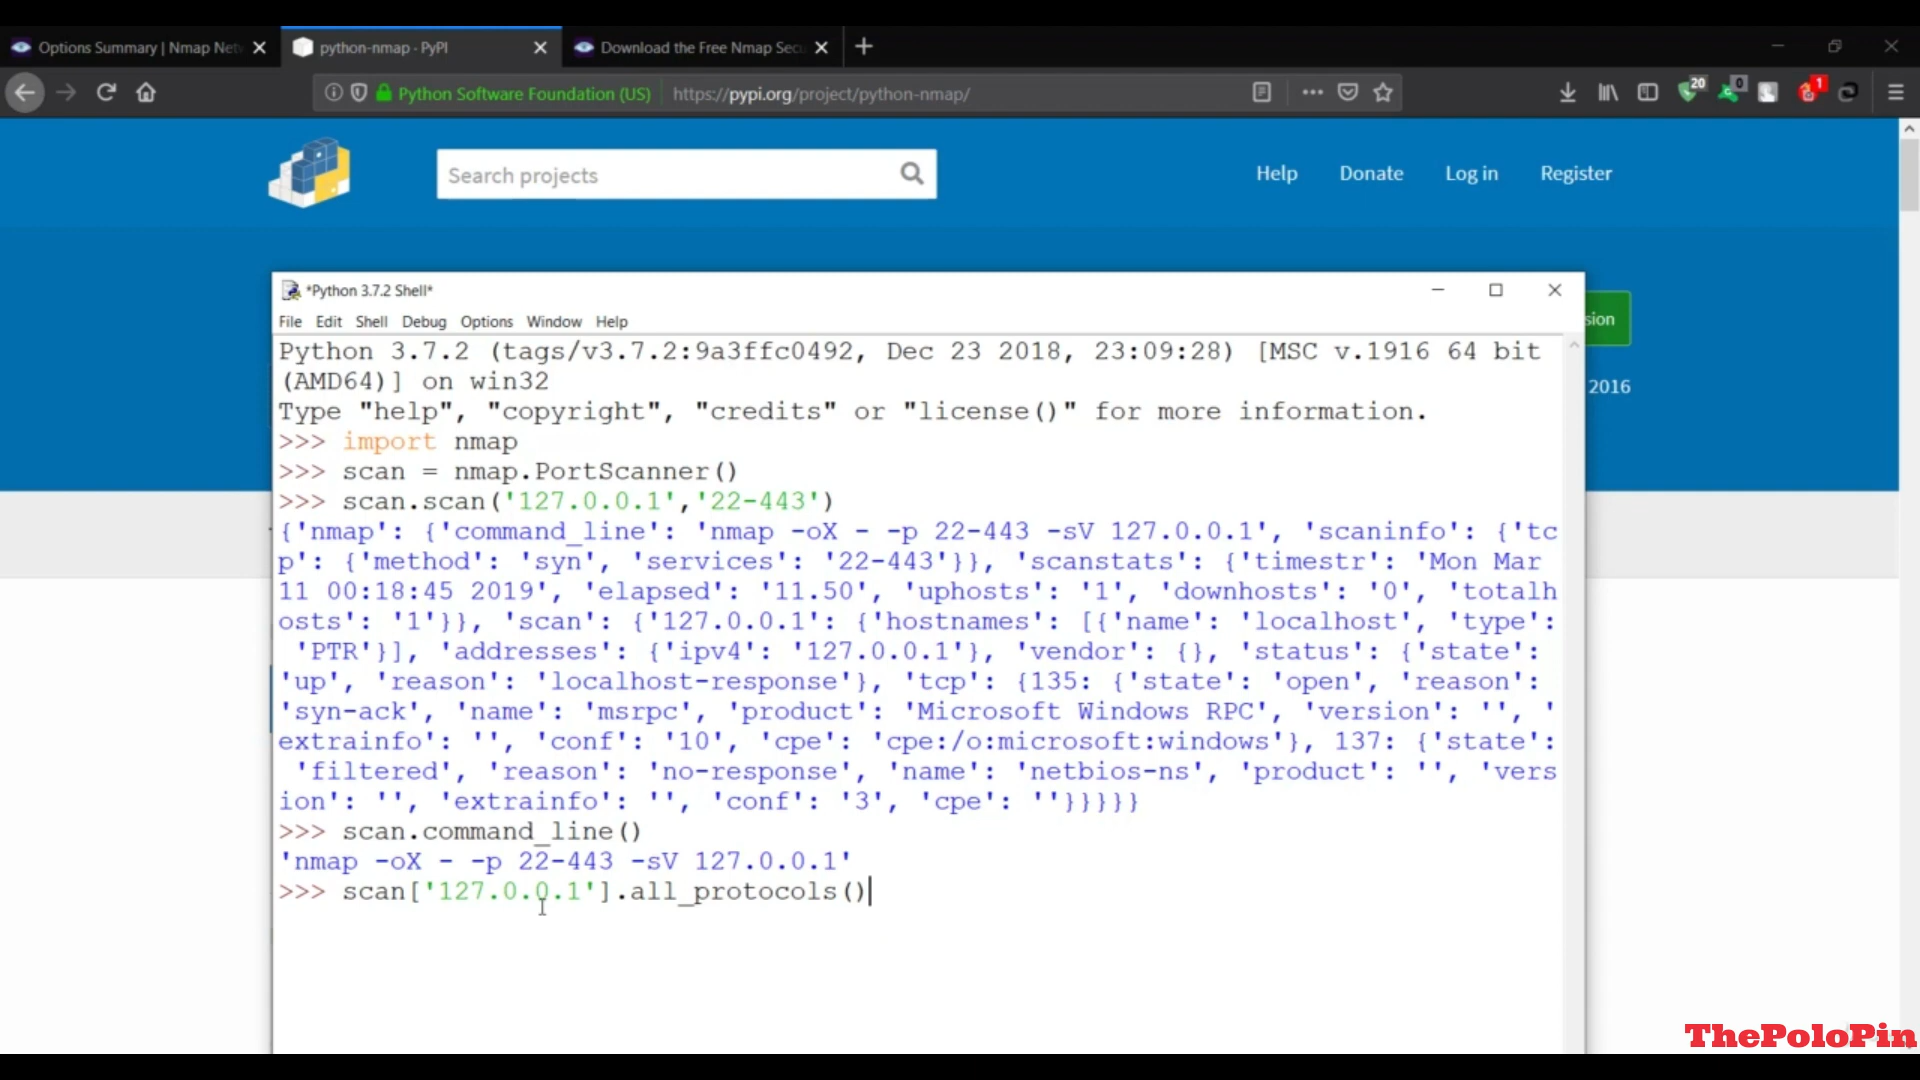 Options Summary | Nmap Net
python-nmap · PyPI
Download the Free Nmap Secu
Python Software Foundation (US)
https://pypi.org/project/python-nmap/
20
0
1
Search projects
Help
Donate
Log in
Register
sion
2016
*Python 3.7.2 Shell*
File Edit Shell Debug Options Window Help
Python 3.7.2 (tags/v3.7.2:9a3ffc0492, Dec 23 2018, 23:09:28) [MSC v.1916 64 bit
(AMD64)] on win32
Type "help", "copyright", "credits" or "license()" for more information.
>>> import nmap
>>> scan = nmap.PortScanner()
>>> scan.scan('127.0.0.1','22-443')
{'nmap': {'command_line': 'nmap -oX - -p 22-443 -sV 127.0.0.1', 'scaninfo': {'tc
p': {'method': 'syn', 'services': '22-443'}}, 'scanstats': {'timestr': 'Mon Mar
11 00:18:45 2019', 'elapsed': '11.50', 'uphosts': '1', 'downhosts': '0', 'totalh
osts': '1'}}, 'scan': {'127.0.0.1': {'hostnames': [{'name': 'localhost', 'type':
'PTR'}], 'addresses': {'ipv4': '127.0.0.1'}, 'vendor': {}, 'status': {'state':
'up', 'reason': 'localhost-response'}, 'tcp': {135: {'state': 'open', 'reason':
'syn-ack', 'name': 'msrpc', 'product': 'Microsoft Windows RPC', 'version': '', '
extrainfo': '', 'conf': '10', 'cpe': 'cpe:/o:microsoft:windows'}, 137: {'state':
'filtered', 'reason': 'no-response', 'name': 'netbios-ns', 'product': '', 'vers
ion': '', 'extrainfo': '', 'conf': '3', 'cpe': ''}}}}}
>>> scan.command_line()
'nmap -oX - -p 22-443 -sV 127.0.0.1'
>>> scan['127.0.0.1'].all_protocols()
ThePoloPin